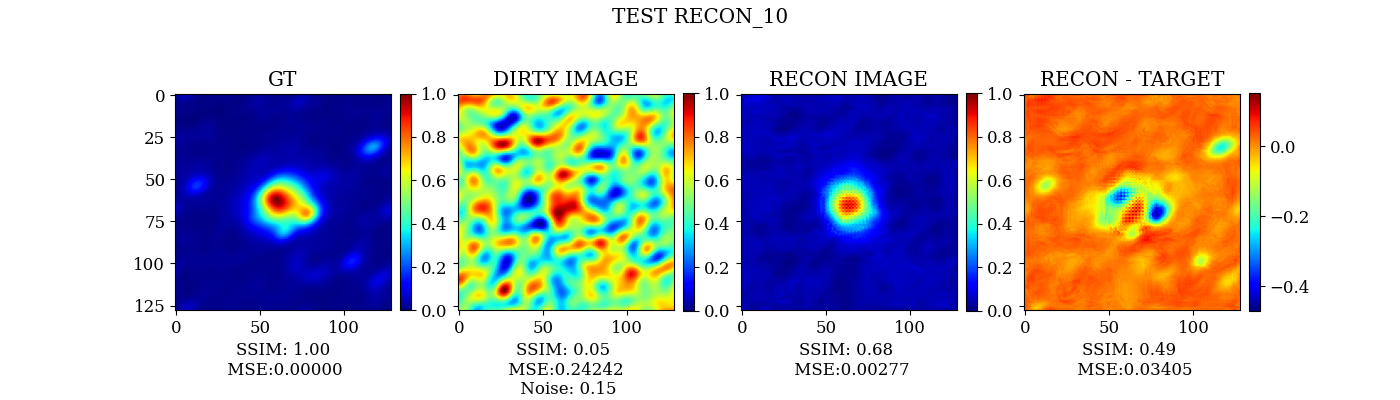 TEST RECON_10
GT
DIRTY IMAGE
RECON IMAGE
RECON - TARGET
0
25
50
75
100
125
0 50 100
1.0
0.8
0.6
0.4
0.2
0.0
0 50 100
1.0
0.8
0.6
0.4
0.2
0.0
0 50 100
1.0
0.8
0.6
0.4
0.2
0.0
0 50 100
0.0
−0.2
−0.4
SSIM: 1.00
MSE:0.00000
SSIM: 0.05
MSE:0.24242
Noise: 0.15
SSIM: 0.68
MSE:0.00277
SSIM: 0.49
MSE:0.03405